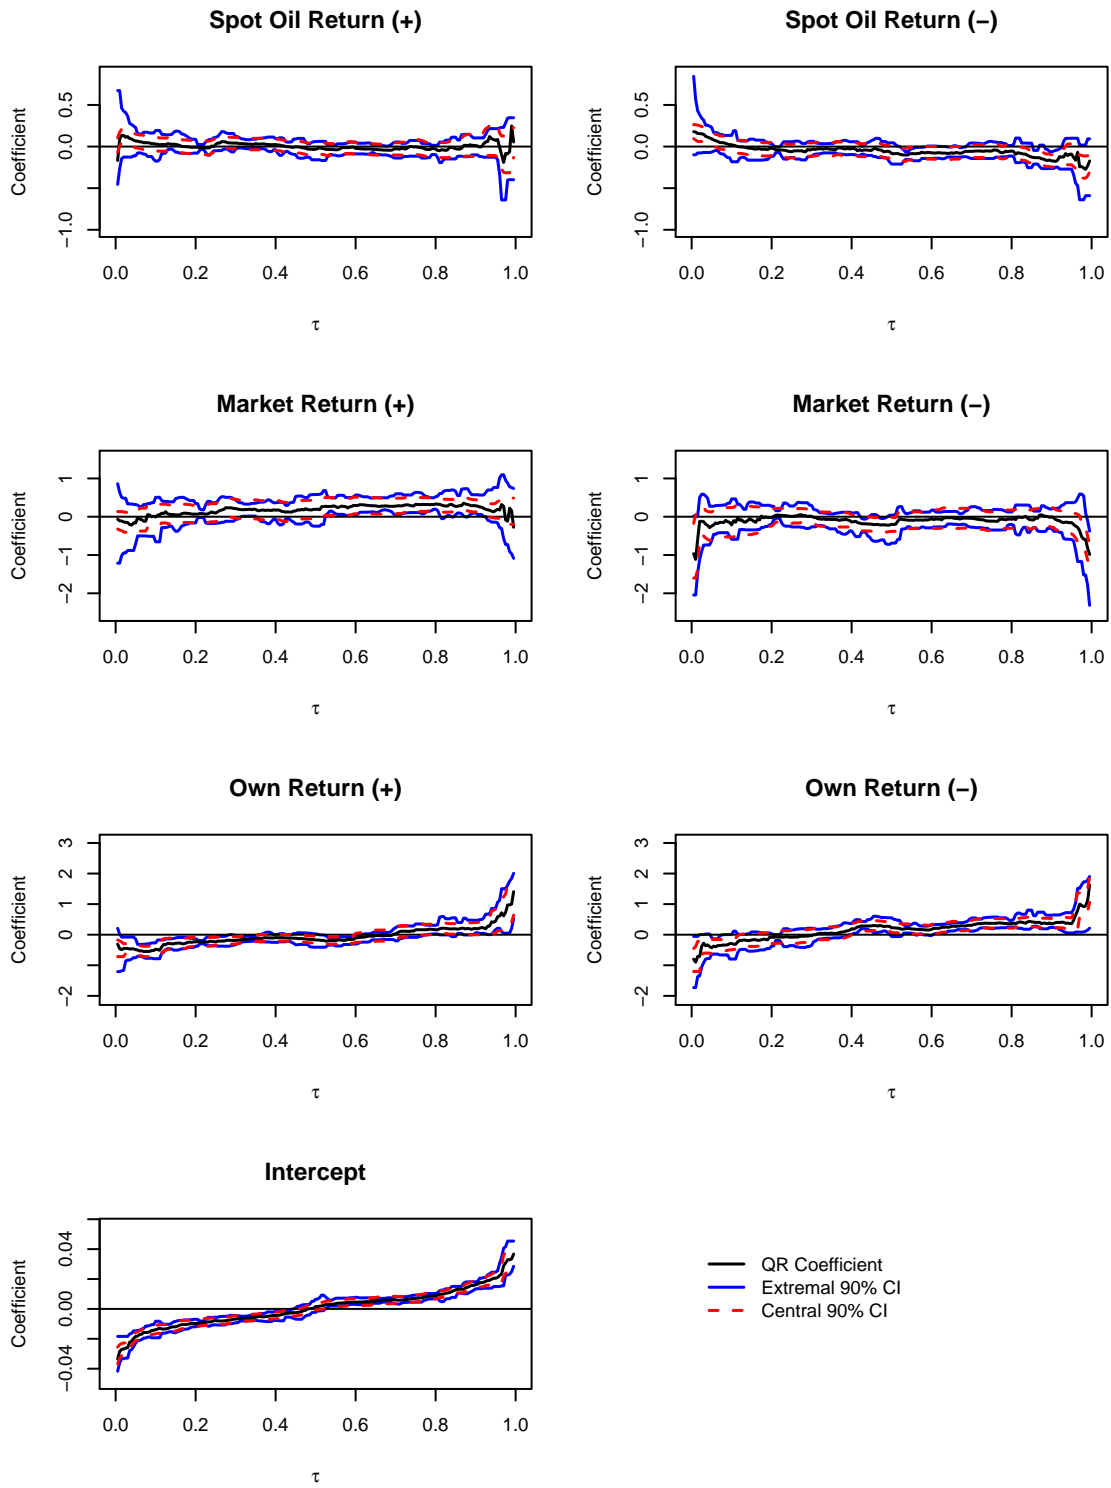 Spot Oil Return (+)
Coefficient
0.5
0.0
−1.0
0.0 0.2 0.4 0.6 0.8 1.0
τ
Spot Oil Return (−)
Coefficient
0.5
0.0
−1.0
0.0 0.2 0.4 0.6 0.8 1.0
τ
Market Return (+)
Coefficient
1
0
−1
−2
0.0 0.2 0.4 0.6 0.8 1.0
τ
Market Return (−)
Coefficient
1
0
−1
−2
0.0 0.2 0.4 0.6 0.8 1.0
τ
Own Return (+)
Coefficient
3
2
1
0
−2
0.0 0.2 0.4 0.6 0.8 1.0
τ
Own Return (−)
Coefficient
3
2
1
0
−2
0.0 0.2 0.4 0.6 0.8 1.0
τ
Intercept
Coefficient
0.04
0.00
−0.04
0.0 0.2 0.4 0.6 0.8 1.0
τ
QR Coefficient
Extremal 90% CI
Central 90% CI